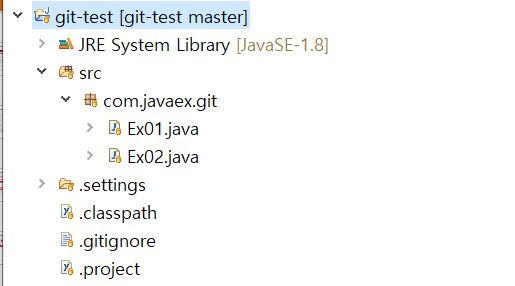 git-test [git-test master]
JRE System Library [JavaSE-1.8]
src
com.javaex.git
Ex01.java
Ex02.java
.settings
.classpath
.gitignore
.project